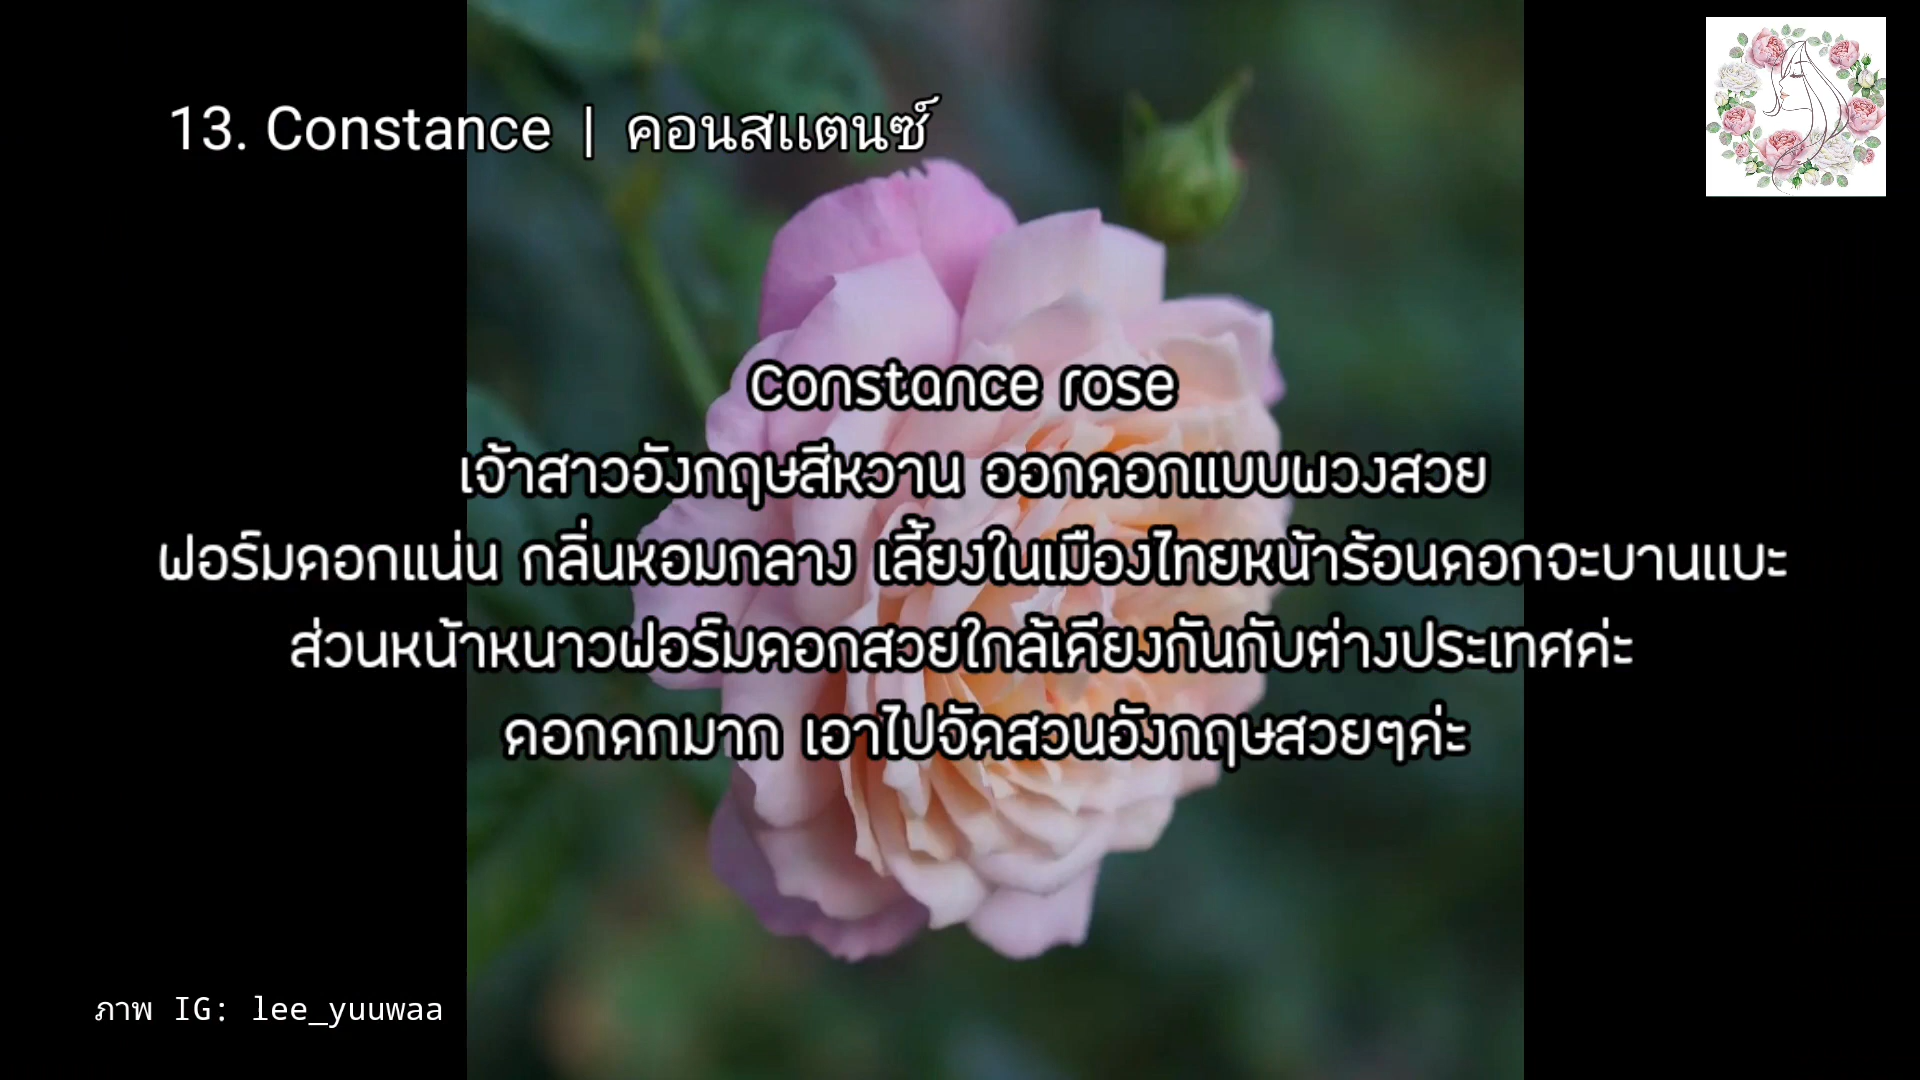 13. Constance | คอนสแตนซ์
Constance rose
เจ้าสาวอังกฤษสีหวาน ออกดอกแบบพวงสวย
ฟอร์มดอกแน่น กลิ่นหอมกลาง เลี้ยงในเมืองไทยหน้าร้อนดอกจะบานแบะ
ส่วนหน้าหนาวฟอร์มดอกสวยใกล้เคียงกันกับต่างประเทศค่ะ
ดอกดกมาก เอาไปจัดสวนอังกฤษสวยๆค่ะ
ภาพ IG: lee_yuuwaa